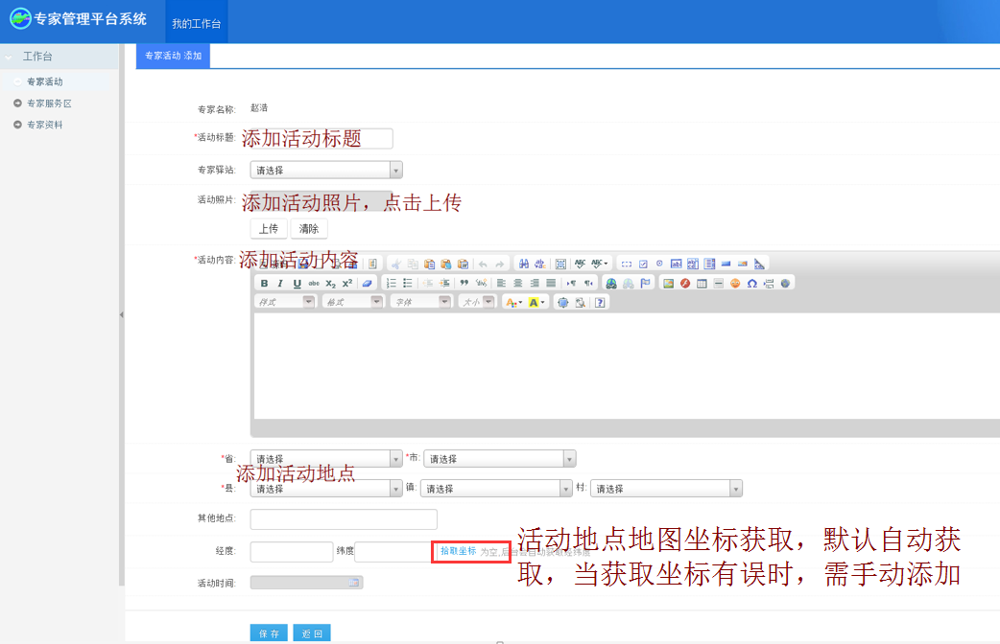 专家管理平台系统 我的工作台
工作台
专家活动 添加
专家活动
专家服务区
专家资料
专家名称: 赵浩
*活动标题: 添加活动标题
专家驿站: 请选择
活动照片: 添加活动照片，点击上传
上传 清除
*活动内容: 添加活动内容
B I U abc X₂ X²
样式 格式 字体 大小 A A
*省: 请选择 *市: 请选择
添加活动地点
*县: 请选择 镇: 请选择 村: 请选择
其他地点:
经度: 纬度 拾取坐标 为空,后台会自动获取经纬度
活动地点地图坐标获取，默认自动获
取，当获取坐标有误时，需手动添加
活动时间:
保存 返回